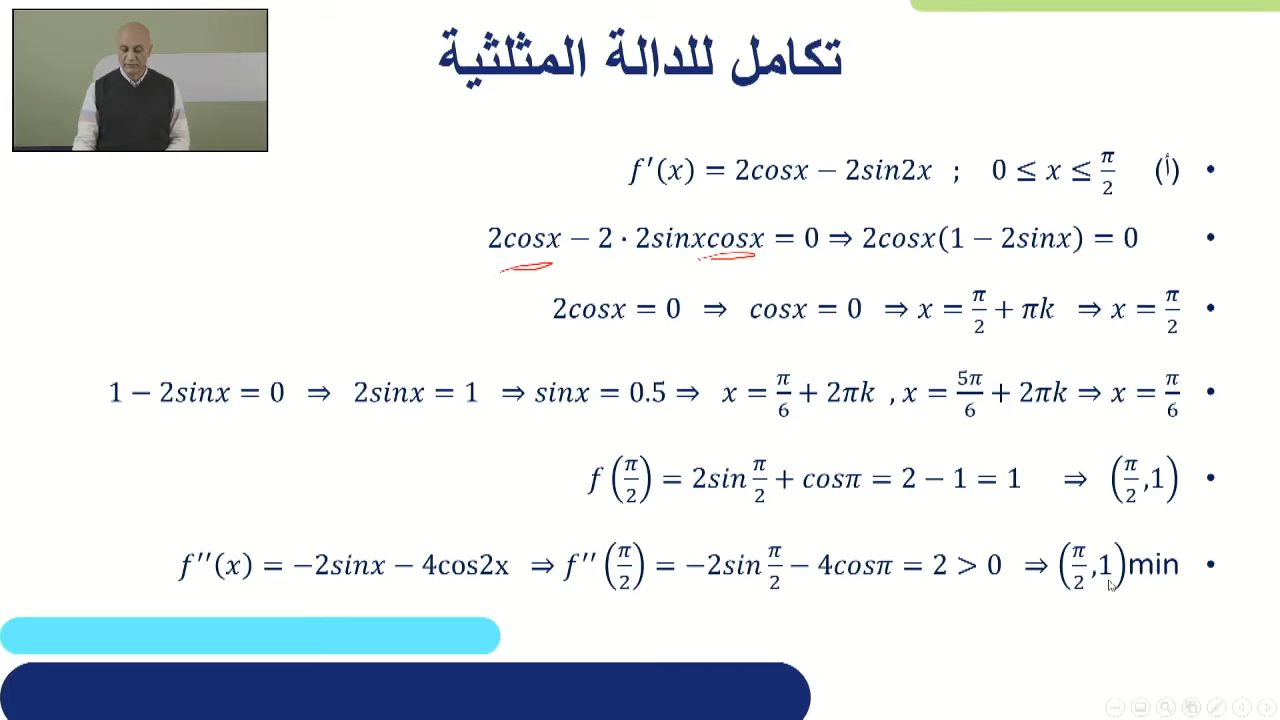 تكامل للدالة المثلثية
(أ) f′(x) = 2cosx − 2sin2x ; 0 ≤ x ≤ π/2
• 2cosx − 2 · 2sinxcosx = 0 ⇒ 2cosx(1 − 2sinx) = 0
• 2cosx = 0 ⇒ cosx = 0 ⇒ x = π/2 + πk ⇒ x = π/2
• 1 − 2sinx = 0 ⇒ 2sinx = 1 ⇒ sinx = 0.5 ⇒ x = π/6 + 2πk , x = 5π/6 + 2πk ⇒ x = π/6
• f(π/2) = 2sin π/2 + cosπ = 2 − 1 = 1 ⇒ (π/2 ,1)
• f′′(x) = −2sinx − 4cos2x ⇒ f′′(π/2) = −2sin π/2 − 4cosπ = 2 > 0 ⇒ (π/2 ,1)min